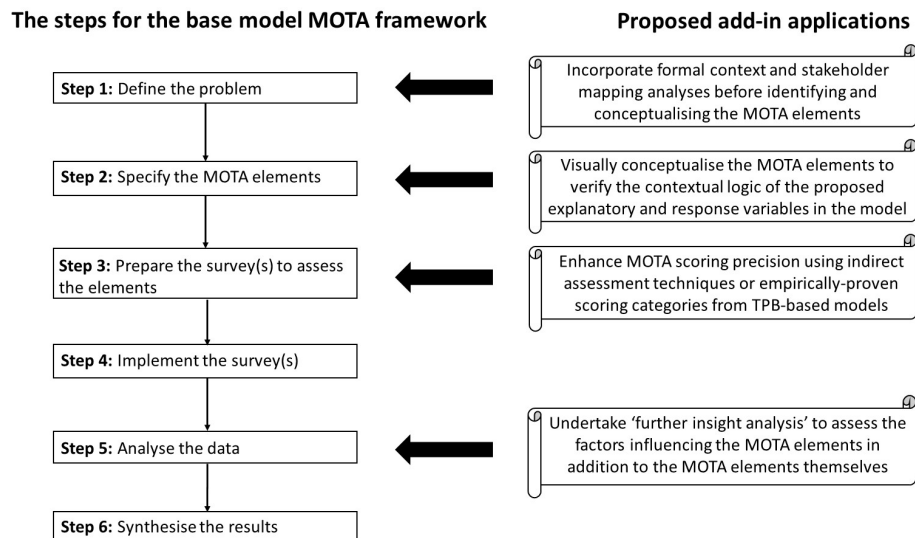 The steps for the base model MOTA framework
Proposed add-in applications
Step 1: Define the problem
Incorporate formal context and stakeholder
mapping analyses before identifying and
conceptualising the MOTA elements
Step 2: Specify the MOTA elements
Visually conceptualise the MOTA elements to
verify the contextual logic of the proposed
explanatory and response variables in the model
Step 3: Prepare the survey(s) to assess
the elements
Enhance MOTA scoring precision using indirect
assessment techniques or empirically-proven
scoring categories from TPB-based models
Step 4: Implement the survey(s)
Step 5: Analyse the data
Undertake ‘further insight analysis’ to assess the
factors influencing the MOTA elements in
addition to the MOTA elements themselves
Step 6: Synthesise the results